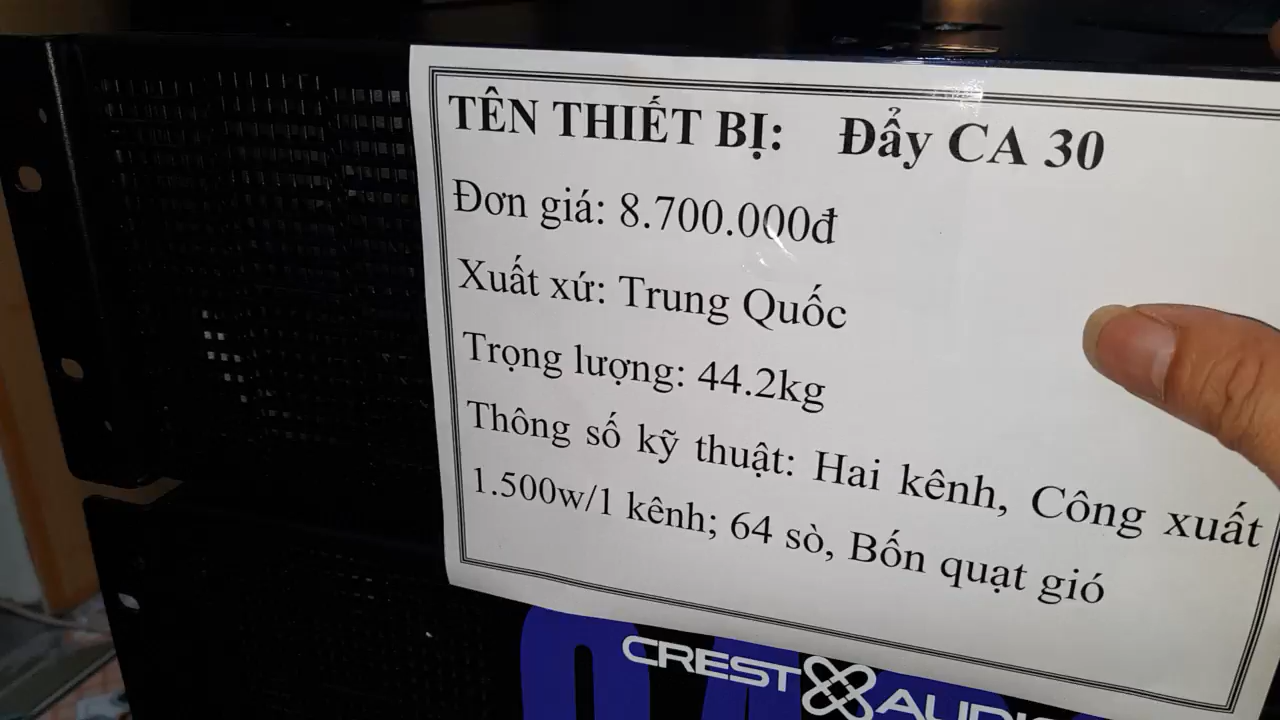 TÊN THIẾT BỊ: Đẩy CA 30
Đơn giá: 8.700.000đ
Xuất xứ: Trung Quốc
Trọng lượng: 44.2kg
Thông số kỹ thuật: Hai kênh, Công xuất
1.500w/1 kênh; 64 sò, Bốn quạt gió
CREST AUDIO